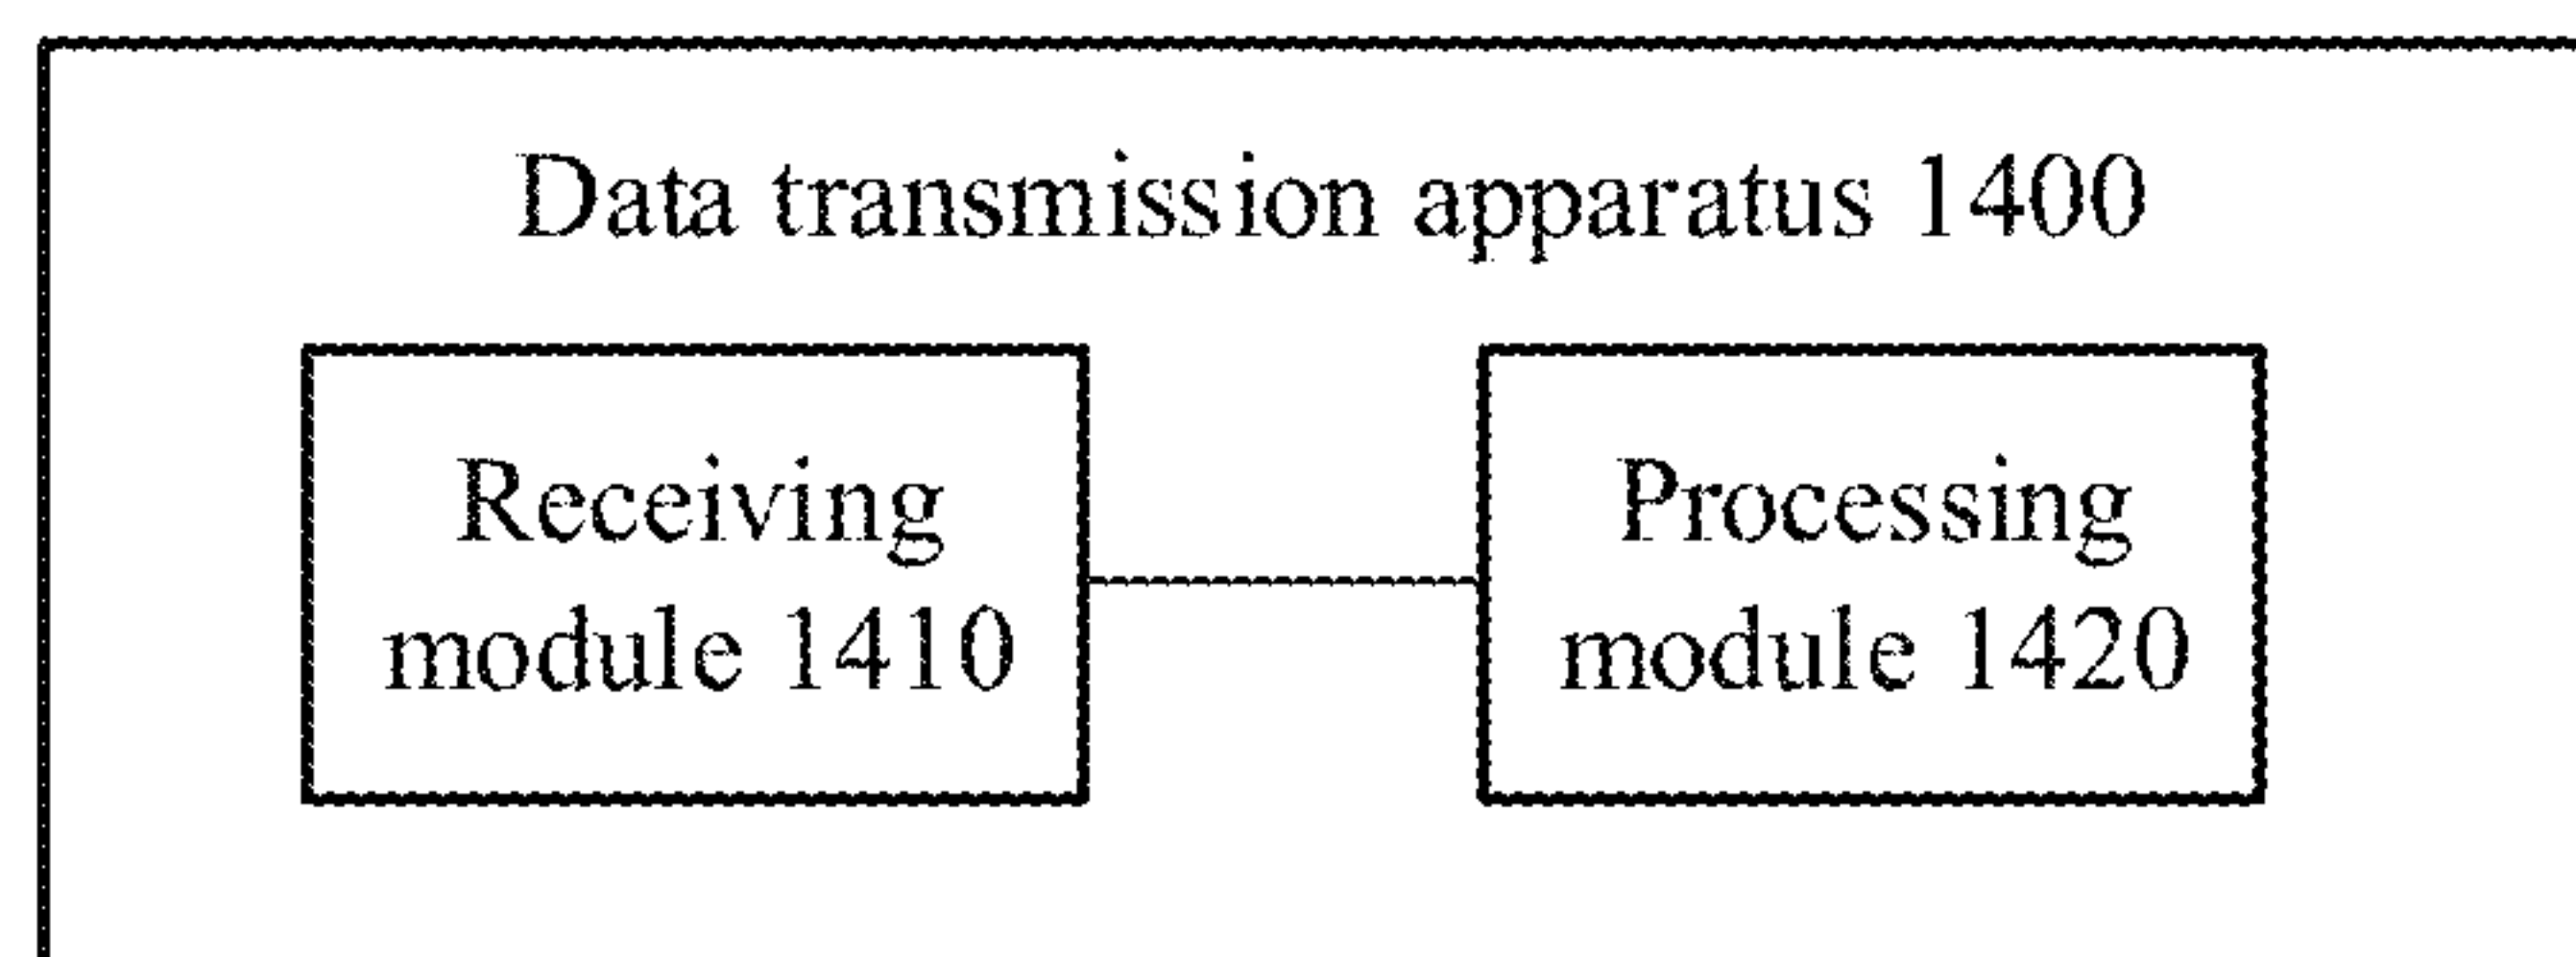 Data transmission apparatus 1400
Receiving
module 1410
Processing
module 1420